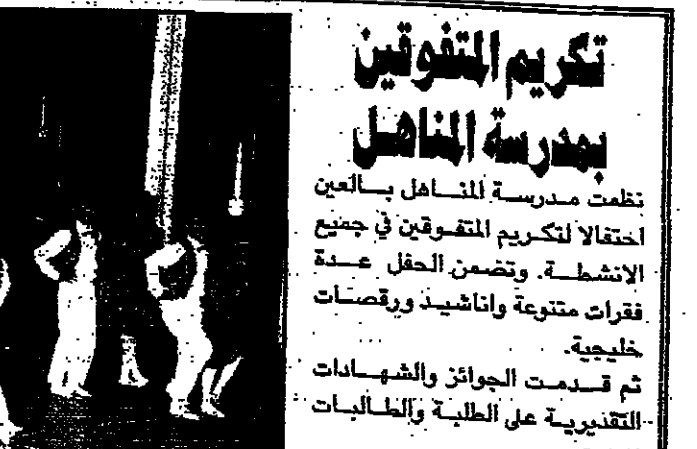 تكريم المتفوقين
بمدرسة المناهل
نظمت مدرسة المناهل بالعين
احتفالا لتكريم المتفوقين في جميع
الانشطة. وتضمن الحفل عدة
فقرات متنوعة واناشيد ورقصات
خليجية.
ثم قدمت الجوائز والشهادات
التقديرية على الطلبة والطالبات